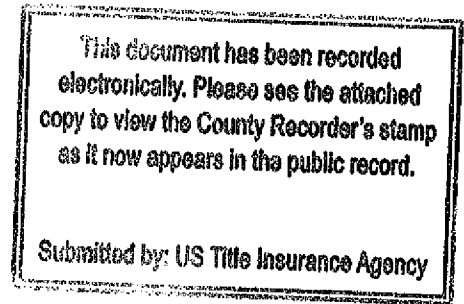 This document has been recorded
electronically. Please see the attached
copy to view the County Recorder's stamp
as it now appears in the public record.
Submitted by: US Title Insurance Agency